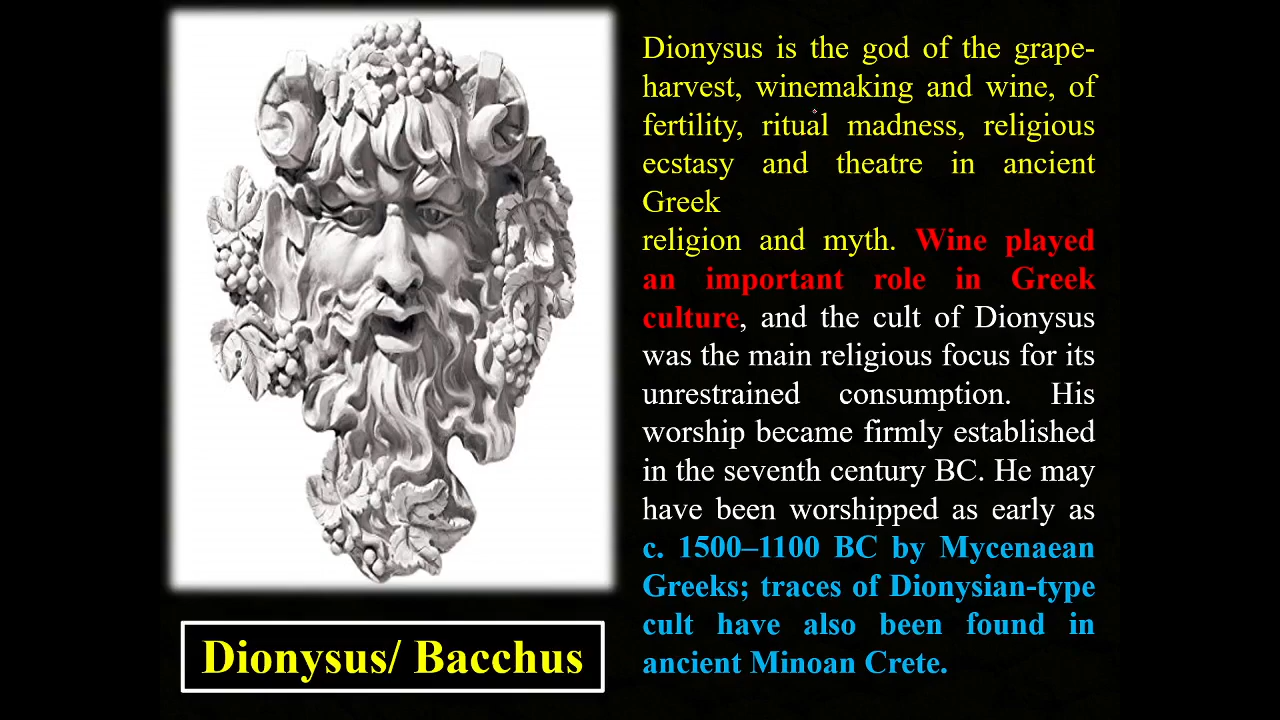 Dionysus is the god of the grape-
harvest, winemaking and wine, of
fertility, ritual madness, religious
ecstasy and theatre in ancient
Greek
religion and myth. Wine played
an important role in Greek
culture, and the cult of Dionysus
was the main religious focus for its
unrestrained consumption. His
worship became firmly established
in the seventh century BC. He may
have been worshipped as early as
c. 1500–1100 BC by Mycenaean
Greeks; traces of Dionysian-type
cult have also been found in
ancient Minoan Crete.
Dionysus/ Bacchus